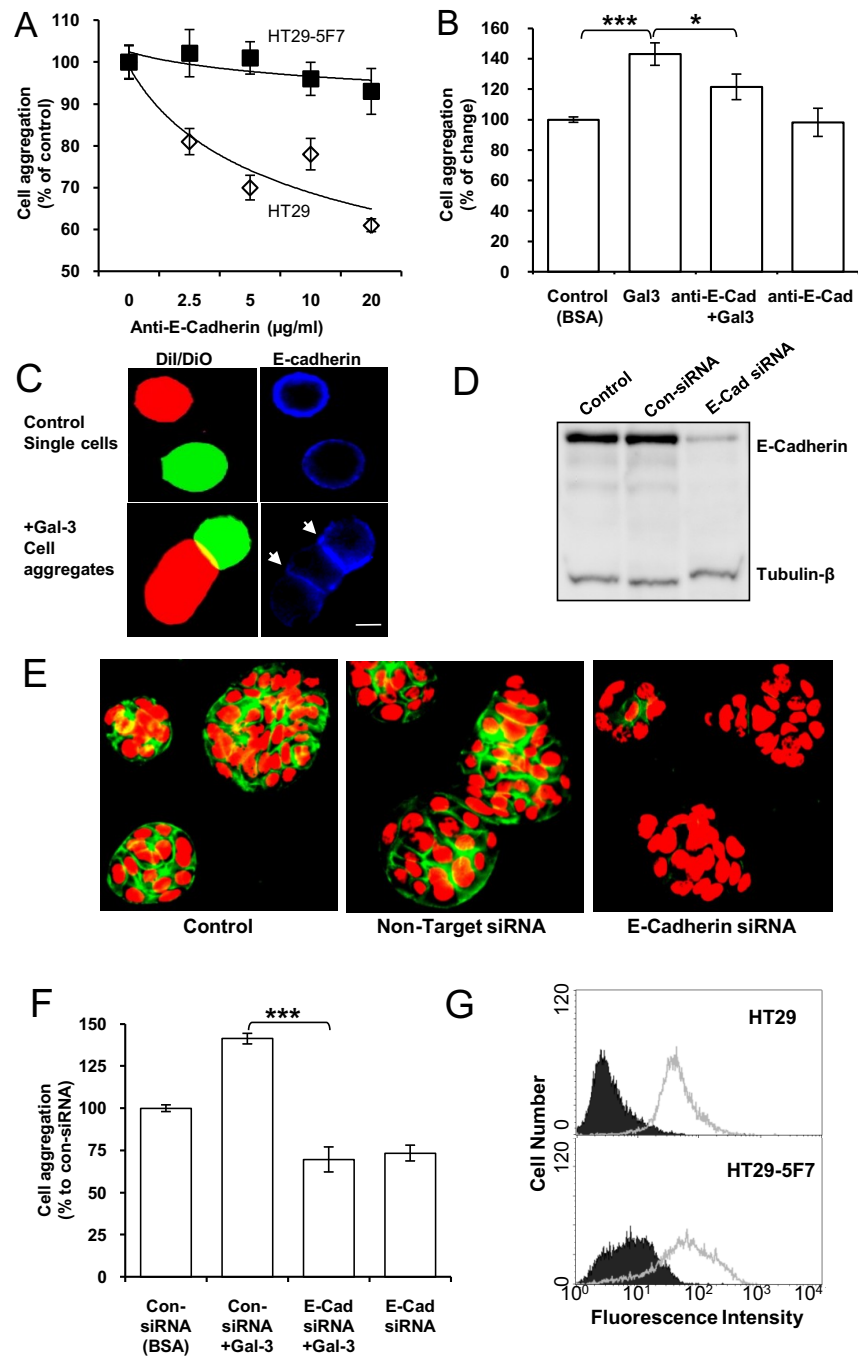 A
110
100
90
80
70
60
50
Cell aggregation
(% of control)
HT29-5F7
HT29
0 2.5 5 10 20
Anti-E-Cadherin (µg/ml)
B
160
140
120
100
80
60
40
20
0
Cell aggregation
(% of change)
*** *
Control
(BSA)
Gal3
anti-E-Cad
+Gal3
anti-E-Cad
C
DiI/DiO E-cadherin
Control
Single cells
+Gal-3
Cell
aggregates
D
Control
Con-siRNA
E-Cad siRNA
E-Cadherin
Tubulin-β
E
Control
Non-Target siRNA
E-Cadherin siRNA
F
150
125
100
75
50
25
0
Cell aggregation
(% to con-siRNA)
***
Con-
siRNA
(BSA)
Con-
siRNA
+Gal-3
E-Cad
siRNA
+Gal-3
E-Cad
siRNA
G
120
0
HT29
Cell Number
120
0
HT29-5F7
10⁰ 10¹ 10² 10³ 10⁴
Fluorescence Intensity